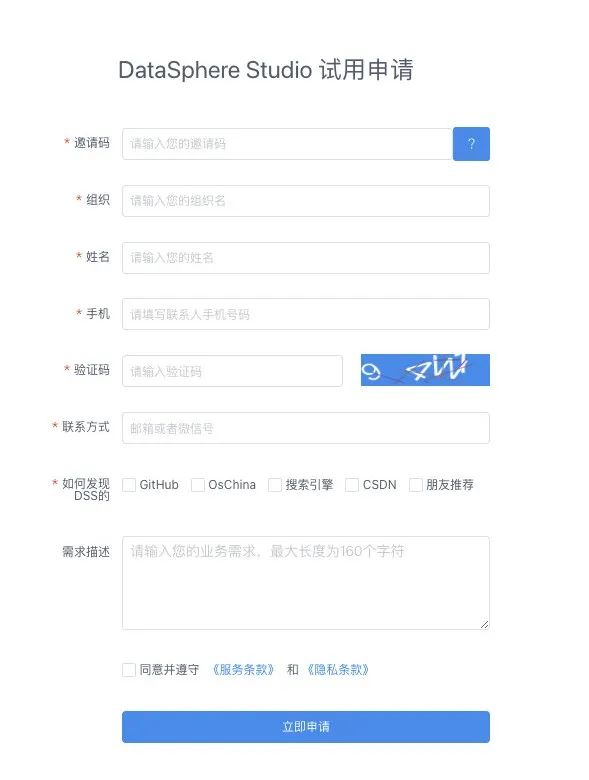 DataSphere Studio 试用申请
* 邀请码 请输入您的邀请码 ?
* 组织 请输入您的组织名
* 姓名 请输入您的姓名
* 手机 请填写联系人手机号码
* 验证码 请输入验证码
* 联系方式 邮箱或者微信号
* 如何发现 GitHub OsChina 搜索引擎 CSDN 朋友推荐
DSS的
需求描述 请输入您的业务需求，最大长度为160个字符
同意并遵守 《服务条款》 和 《隐私条款》
立即申请